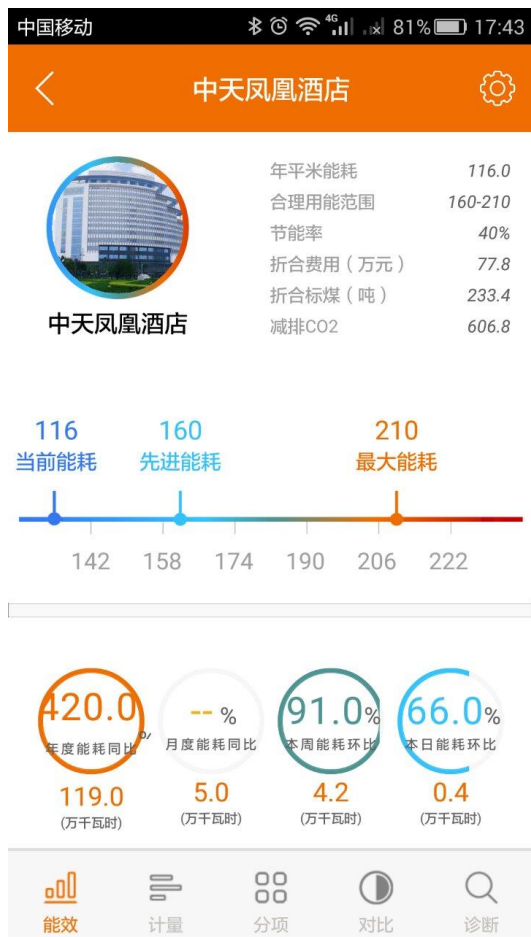 中国移动 4G 81% 17:43
中天凤凰酒店
年平米能耗 116.0
合理用能范围 160-210
节能率 40%
折合费用（万元） 77.8
折合标煤（吨） 233.4
减排CO2 606.8
中天凤凰酒店
116 160 210
当前能耗 先进能耗 最大能耗
142 158 174 190 206 222
420.0% -- % 91.0% 66.0%
年度能耗同比 月度能耗同比 本周能耗环比 本日能耗环比
119.0 5.0 4.2 0.4
(万千瓦时) (万千瓦时) (万千瓦时) (万千瓦时)
能效 计量 分项 对比 诊断